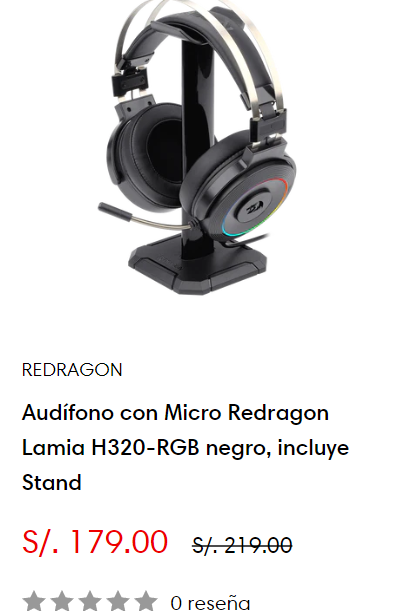 REDRAGON
Audífono con Micro Redragon
Lamia H320-RGB negro, incluye
Stand
S/. 179.00 S/. 219.00
0 reseña